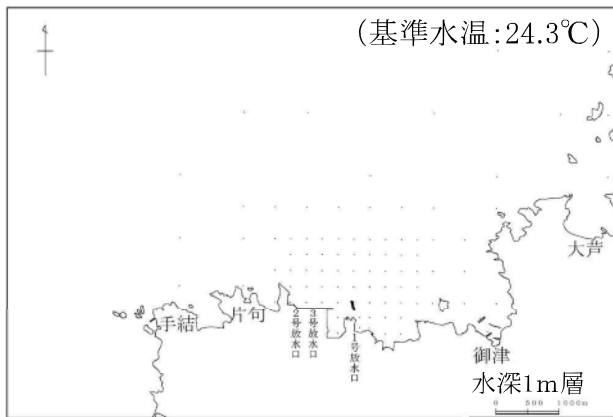 (基準水温:24.3℃)
大芦
手結
片句
2号放水口
3号放水口
1号放水口
御津
水深1m層
0 500 1000m